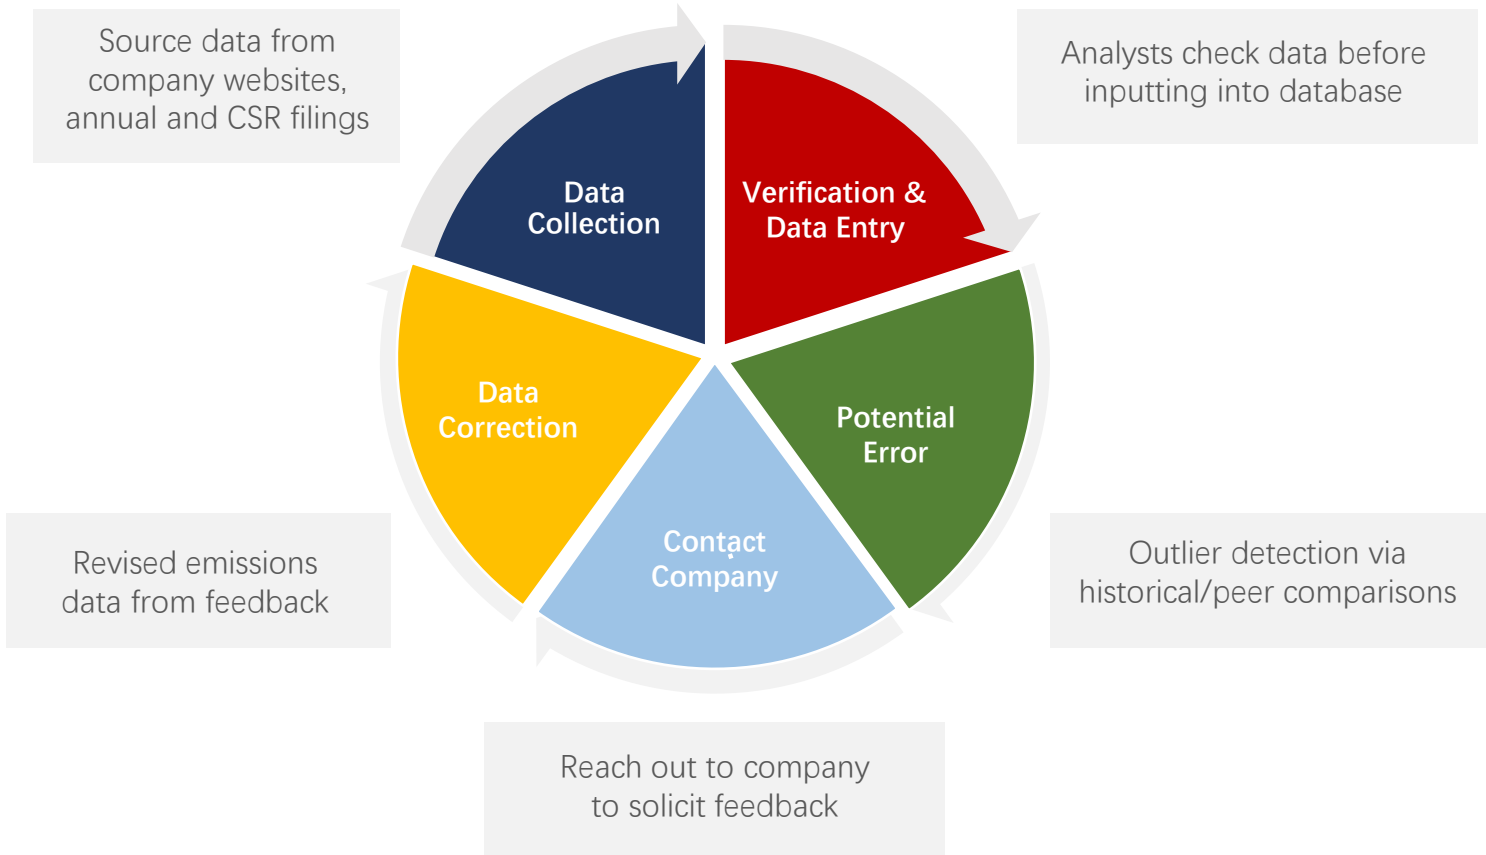 Source data from
company websites,
annual and CSR filings
Analysts check data before
inputting into database
Data
Collection
Verification &
Data Entry
Data
Correction
Potential
Error
Contact
Company
Revised emissions
data from feedback
Outlier detection via
historical/peer comparisons
Reach out to company
to solicit feedback